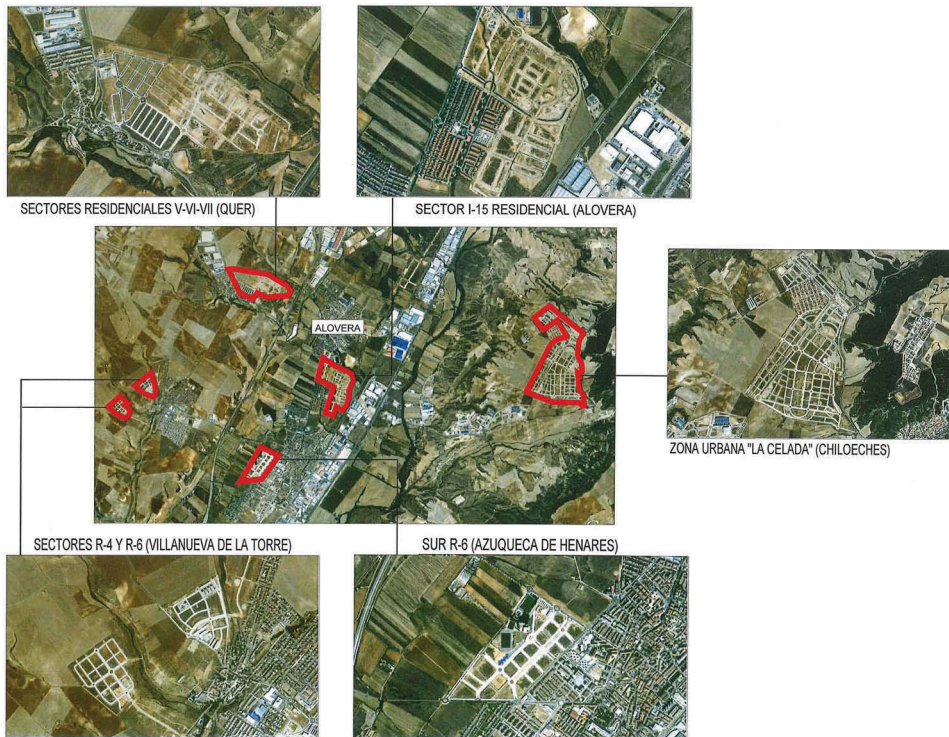 SECTORES RESIDENCIALES V-VI-VII (QUER)
SECTOR I-15 RESIDENCIAL (ALOVERA)
ALOVERA
ZONA URBANA "LA CELADA" (CHILOECHES)
SECTORES R-4 Y R-6 (VILLANUEVA DE LA TORRE)
SUR R-6 (AZUQUECA DE HENARES)